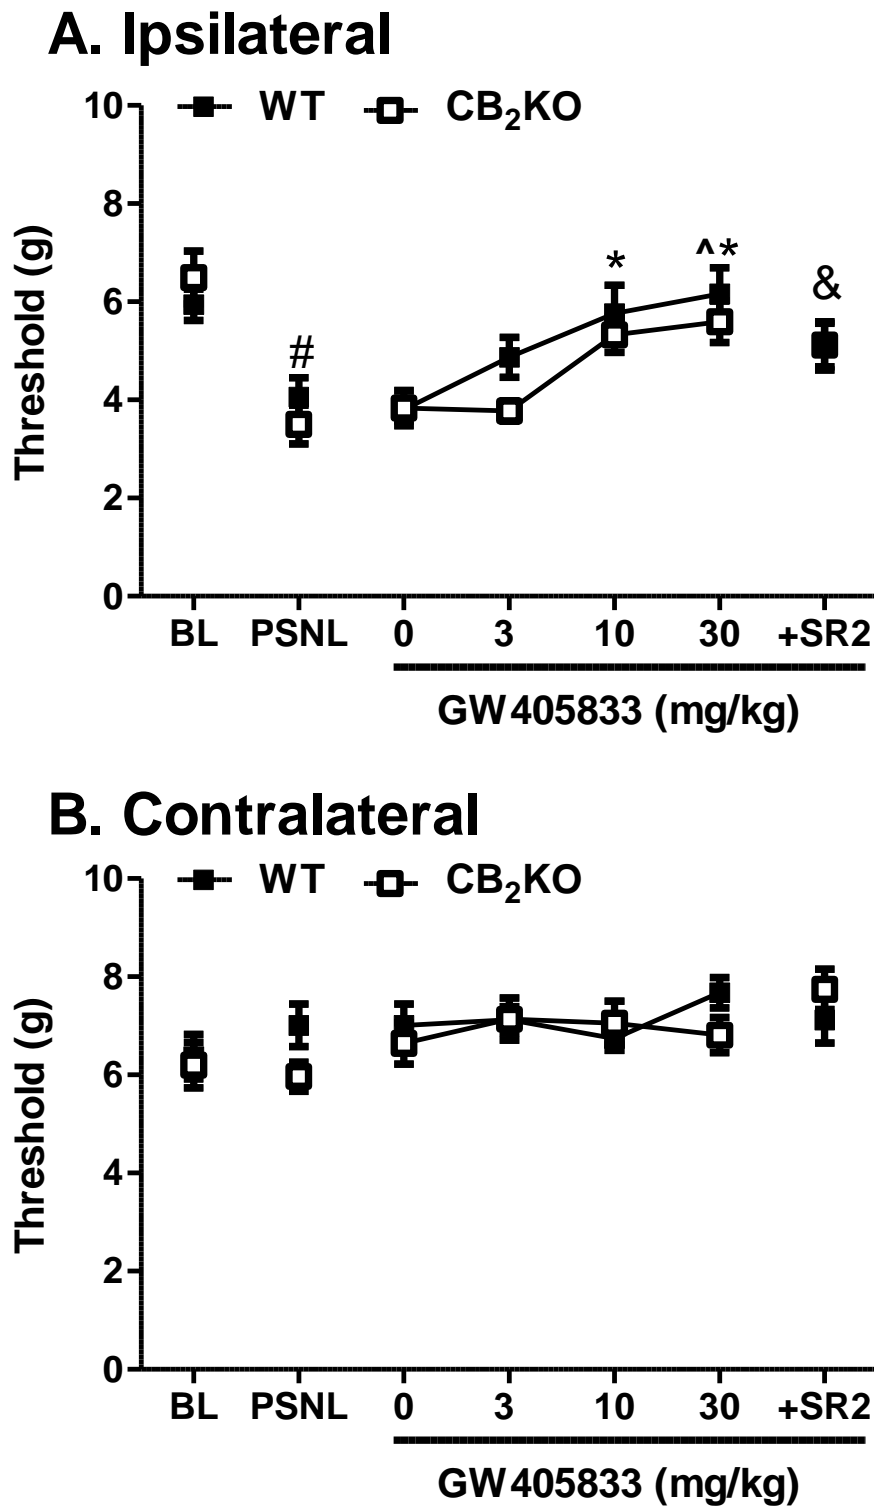 A. Ipsilateral
WT CB₂KO
10
8
6
4
2
0
Threshold (g)
# * ^* &
BL PSNL 0 3 10 30 +SR2
GW405833 (mg/kg)
B. Contralateral
WT CB₂KO
10
8
6
4
2
0
Threshold (g)
BL PSNL 0 3 10 30 +SR2
GW405833 (mg/kg)